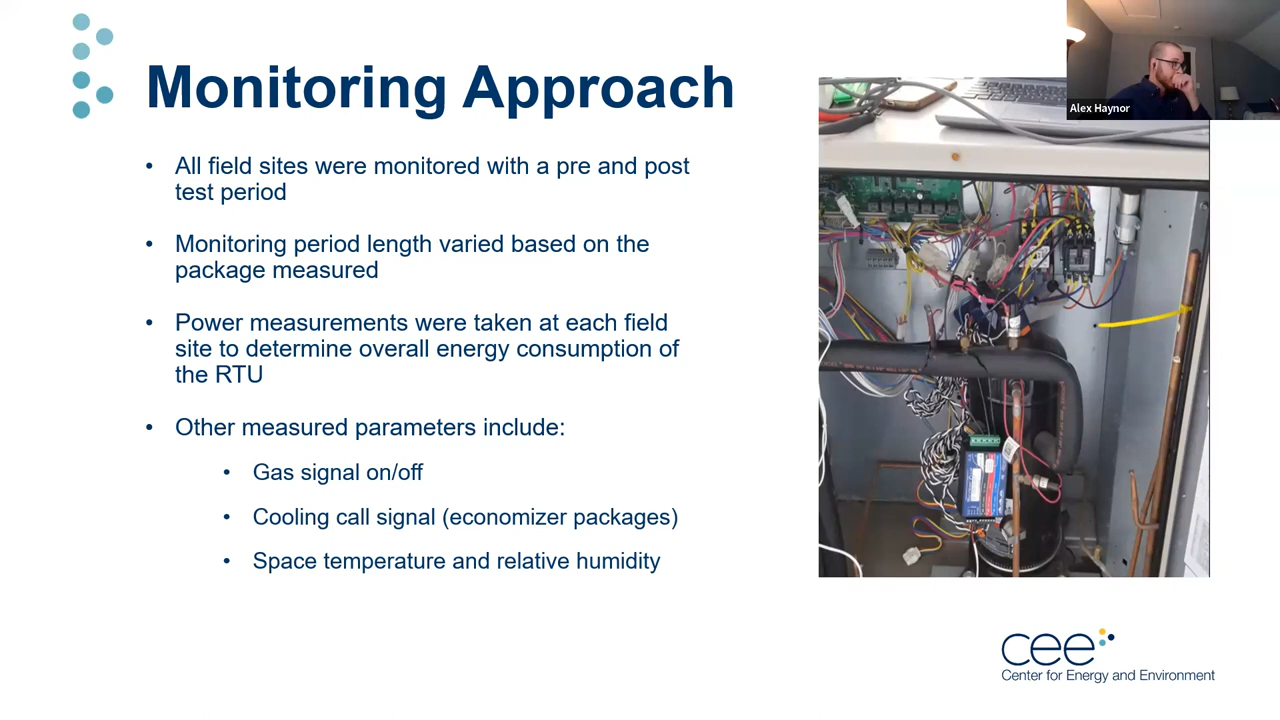 Monitoring Approach
Alex Haynor
• All field sites were monitored with a pre and post
test period
• Monitoring period length varied based on the
package measured
• Power measurements were taken at each field
site to determine overall energy consumption of
the RTU
• Other measured parameters include:
• Gas signal on/off
• Cooling call signal (economizer packages)
• Space temperature and relative humidity
cee
Center for Energy and Environment